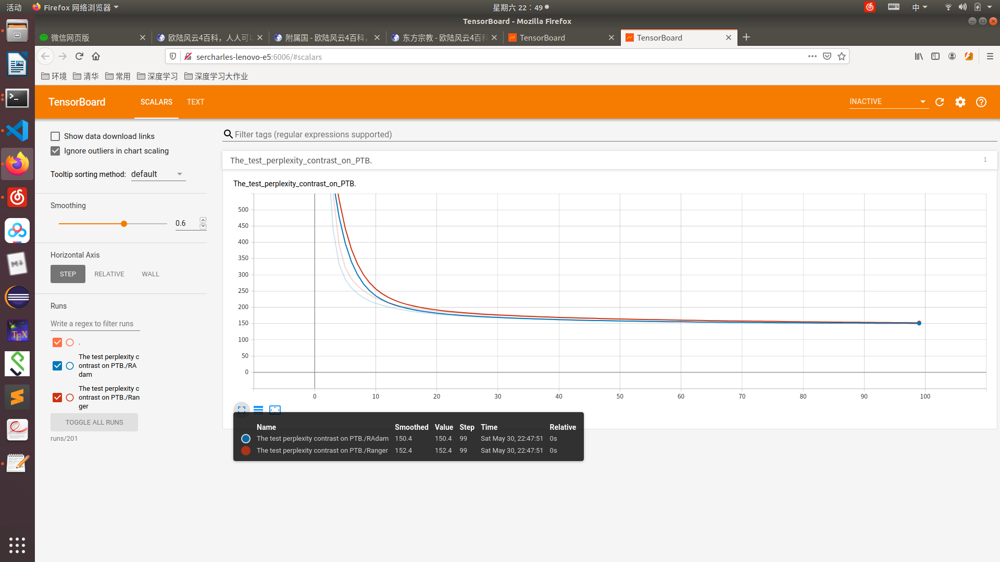 活动
Firefox 网络浏览器
星期六 22：49
中
TensorBoard - Mozilla Firefox
微信网页版
欧陆风云4百科，人人可
附属国 - 欧陆风云4百科，
东方宗教 - 欧陆风云4百科
TensorBoard
TensorBoard
sercharles-lenovo-e5:6006/#scalars
环境
清华
常用
深度学习
深度学习大作业
TensorBoard
SCALARS
TEXT
INACTIVE
Show data download links
Ignore outliers in chart scaling
Tooltip sorting method: default
Smoothing
0.6
Horizontal Axis
STEP RELATIVE WALL
Runs
Write a regex to filter runs
.
The test perplexity c
ontrast on PTB./RA
dam
The test perplexity c
ontrast on PTB./Ran
ger
TOGGLE ALL RUNS
runs/201
Filter tags (regular expressions supported)
The_test_perplexity_contrast_on_PTB.
1
The_test_perplexity_contrast_on_PTB.
500
450
400
350
300
250
200
150
100
50
0
0 10 20 30 40 50 60 70 80 90 100
Name Smoothed Value Step Time Relative
The test perplexity contrast on PTB./RAdam 150.4 150.4 99 Sat May 30, 22:47:51 0s
The test perplexity contrast on PTB./Ranger 152.4 152.4 99 Sat May 30, 22:47:51 0s